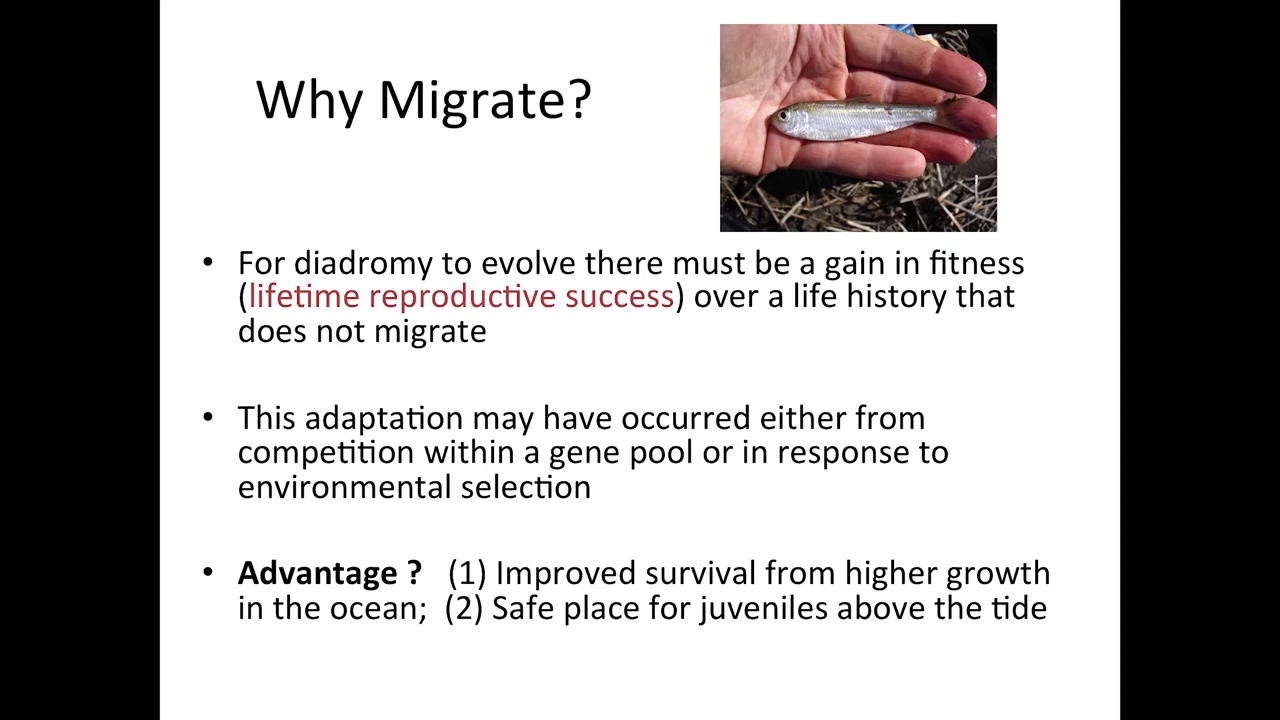 Why Migrate?
• For diadromy to evolve there must be a gain in fitness
(lifetime reproductive success) over a life history that
does not migrate
• This adaptation may have occurred either from
competition within a gene pool or in response to
environmental selection
• Advantage ? (1) Improved survival from higher growth
in the ocean; (2) Safe place for juveniles above the tide